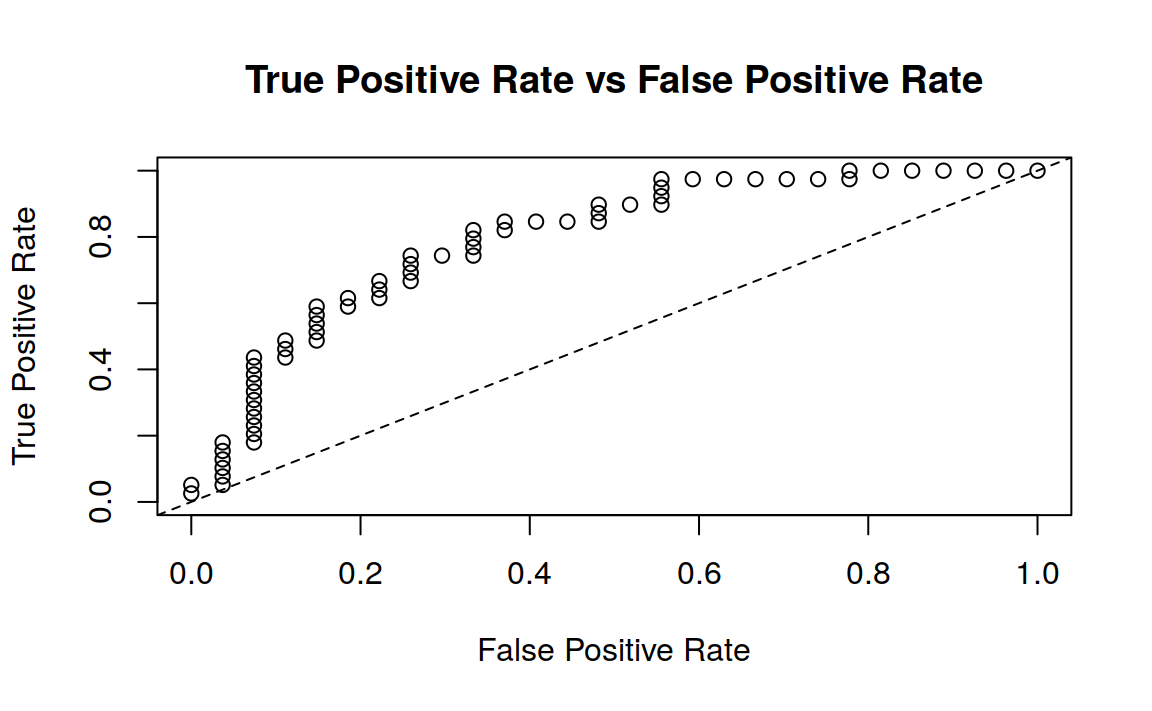 True Positive Rate vs False Positive Rate
True Positive Rate
0.8
0.4
0.0
0.0 0.2 0.4 0.6 0.8 1.0
False Positive Rate